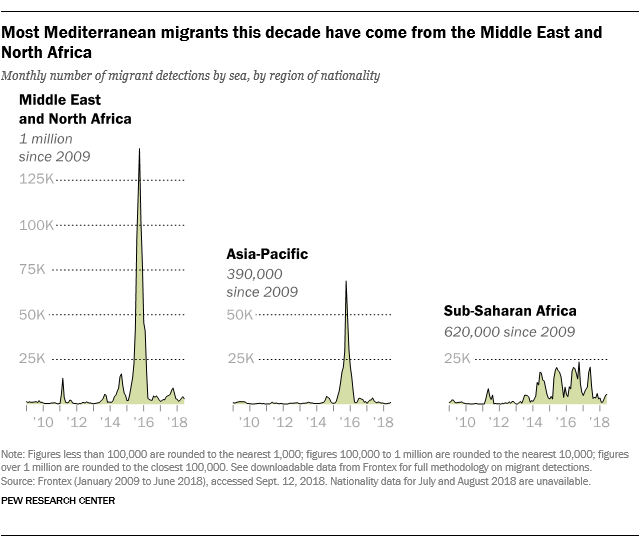 Most Mediterranean migrants this decade have come from the Middle East and
North Africa
Monthly number of migrant detections by sea, by region of nationality
Middle East
and North Africa
1 million
since 2009
125K
100K
75K
50K
25K
'10 '12 '14 '16 '18
Asia-Pacific
390,000
since 2009
50K
25K
'10 '12 '14 '16 '18
Sub-Saharan Africa
620,000 since 2009
25K
'10 '12 '14 '16 '18
Note: Figures less than 100,000 are rounded to the nearest 1,000; figures 100,000 to 1 million are rounded to the nearest 10,000; figures
over 1 million are rounded to the closest 100,000. See downloadable data from Frontex for full methodology on migrant detections.
Source: Frontex (January 2009 to June 2018), accessed Sept. 12, 2018. Nationality data for July and August 2018 are unavailable.
PEW RESEARCH CENTER